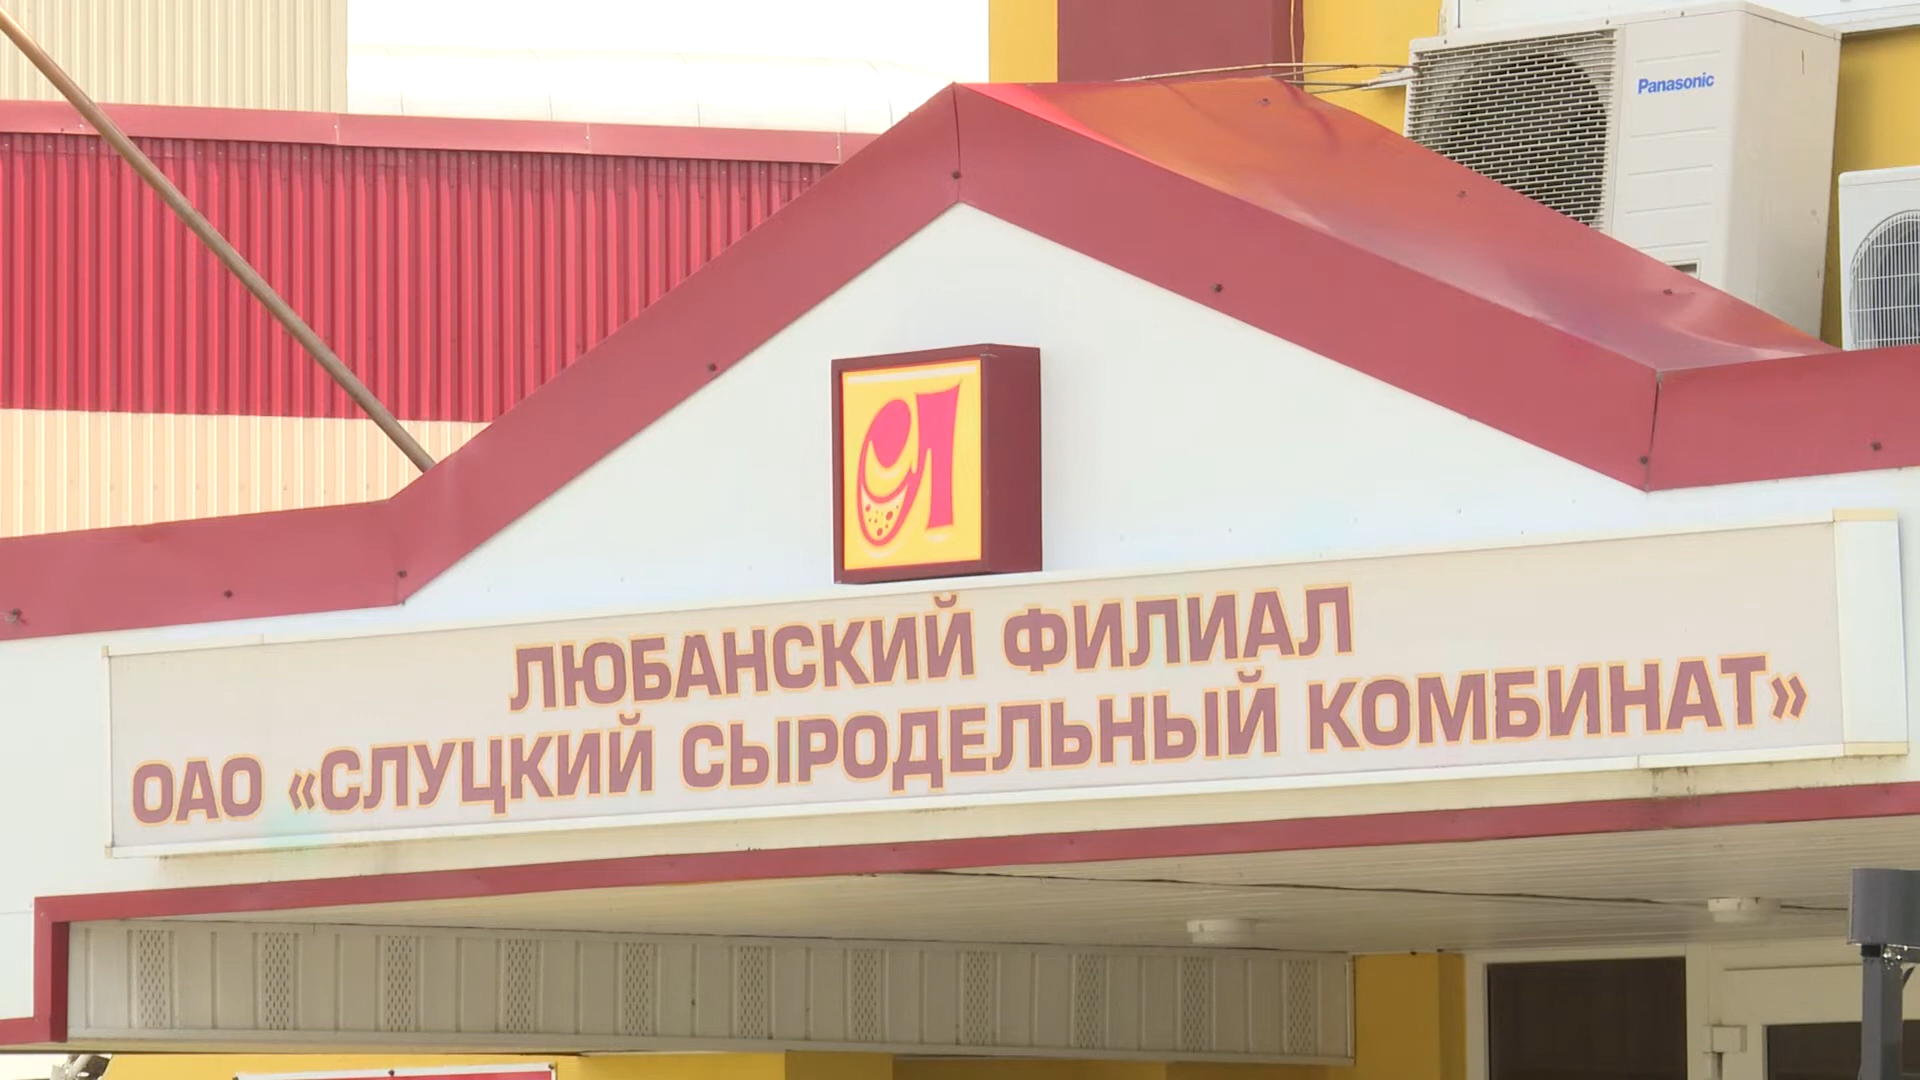 Panasonic
ЛЮБАНСКИЙ ФИЛИАЛ
ОАО «СЛУЦКИЙ СЫРОДЕЛЬНЫЙ КОМБИНАТ»